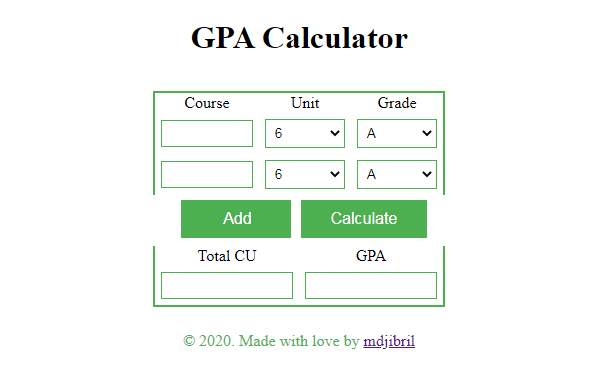 GPA Calculator
Course Unit Grade
6 A
6 A
Add Calculate
Total CU GPA
© 2020. Made with love by mdjibril